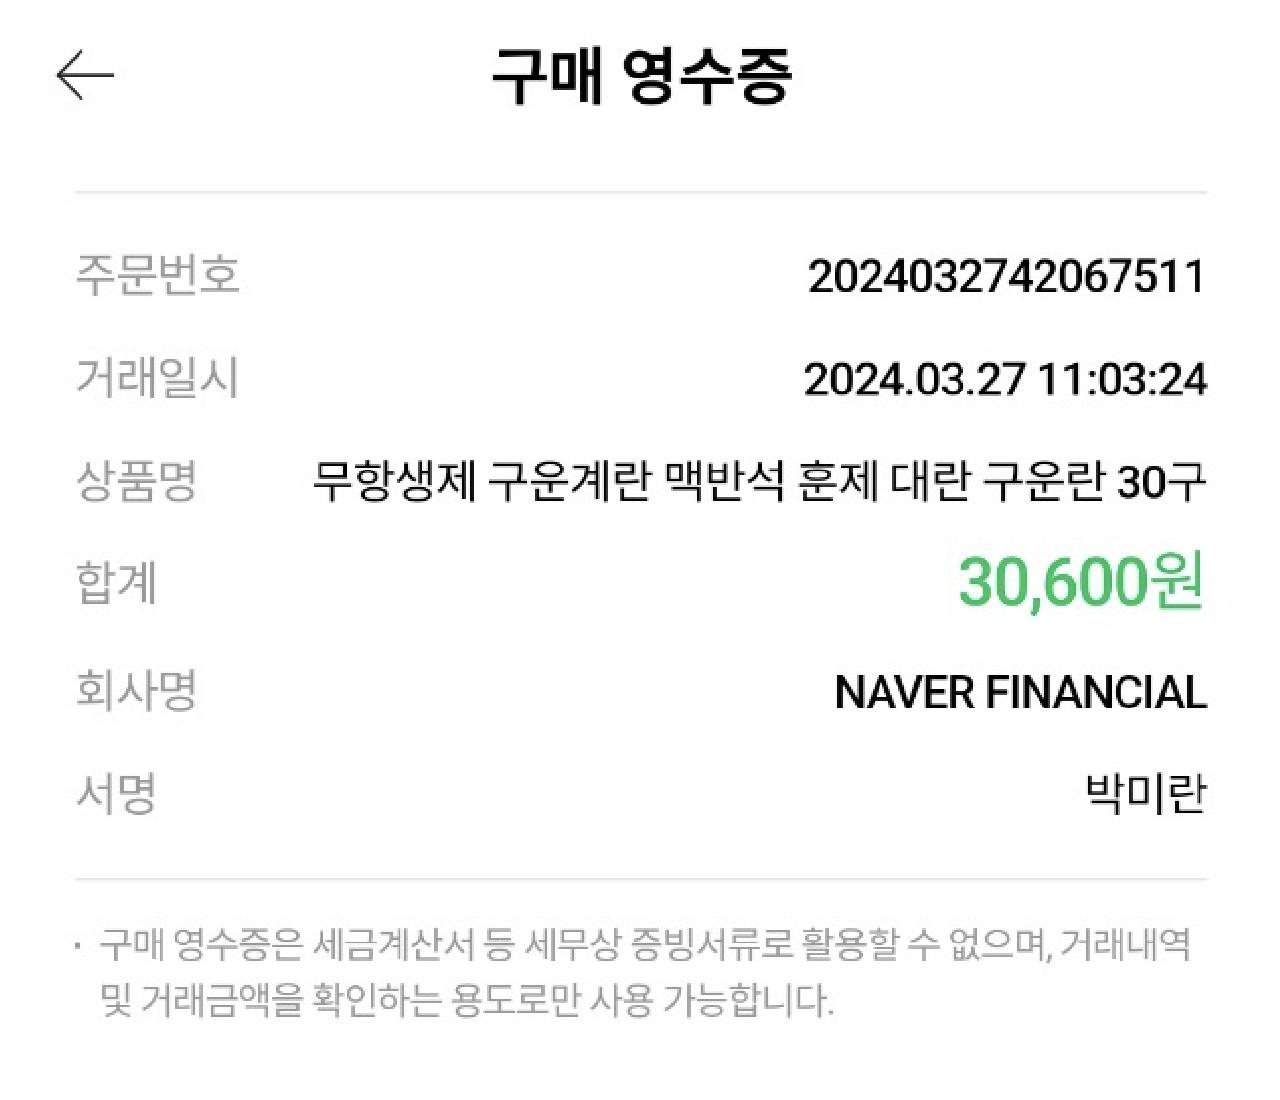 구매 영수증
주문번호 2024032742067511
거래일시 2024.03.27 11:03:24
상품명 무항생제 구운계란 맥반석 훈제 대란 구운란 30구
합계 30,600원
회사명 NAVER FINANCIAL
서명 박미란
· 구매 영수증은 세금계산서 등 세무상 증빙서류로 활용할 수 없으며, 거래내역
및 거래금액을 확인하는 용도로만 사용 가능합니다.